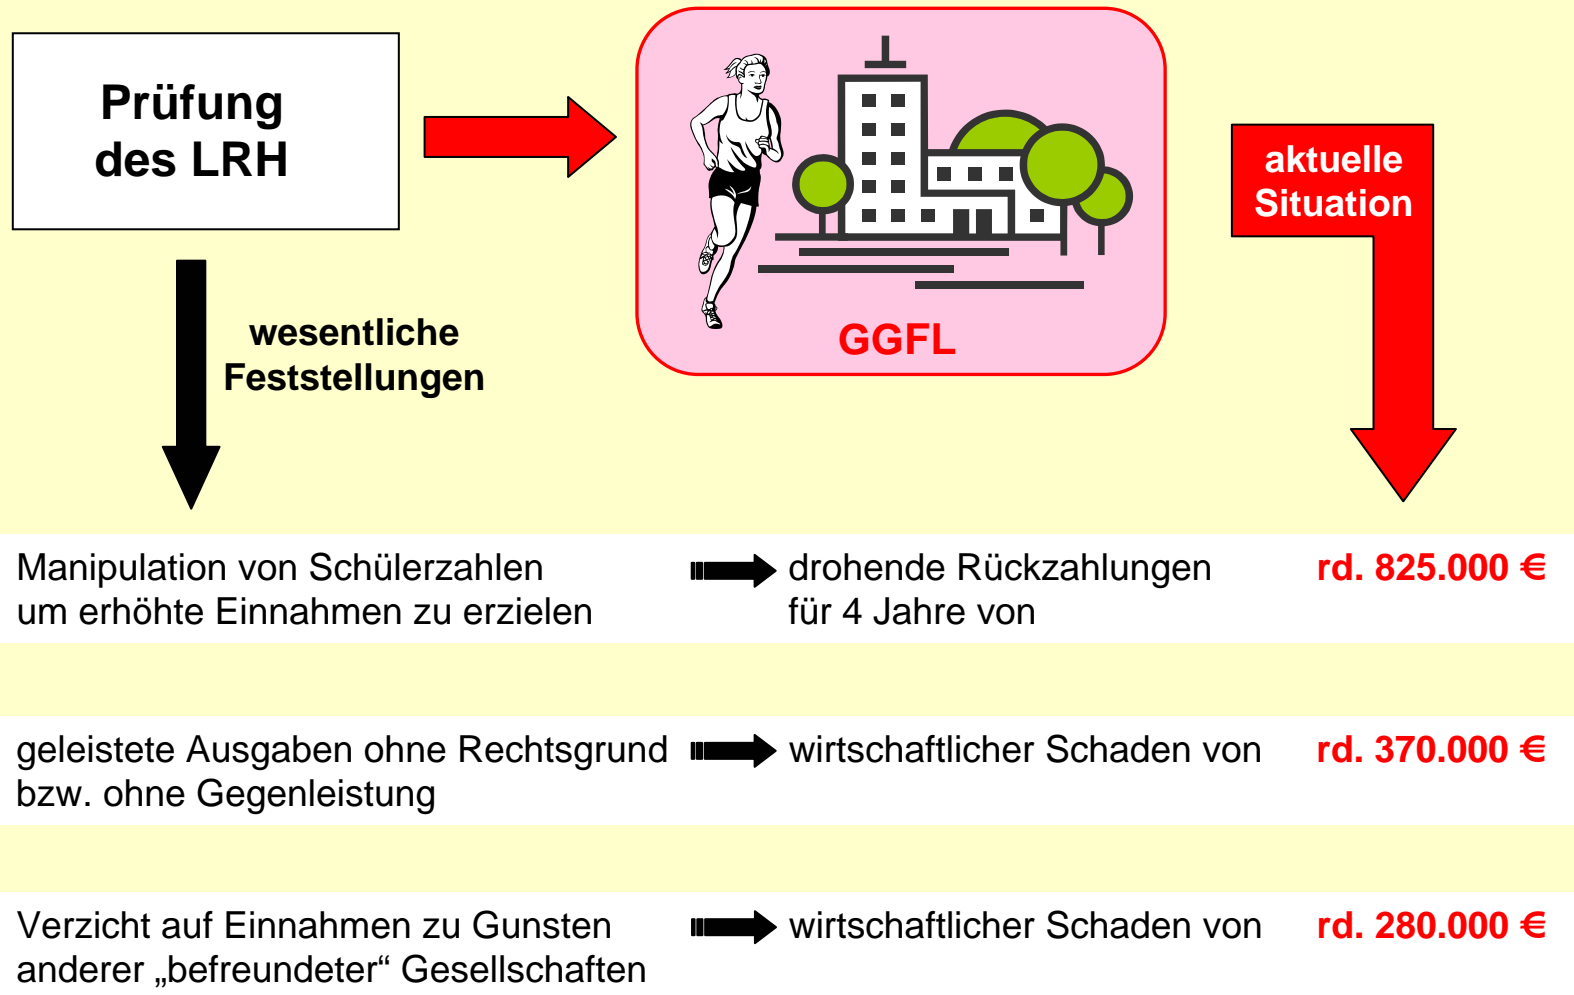 Prüfung
des LRH
GGFL
aktuelle
Situation
wesentliche
Feststellungen
Manipulation von Schülerzahlen
um erhöhte Einnahmen zu erzielen
drohende Rückzahlungen
für 4 Jahre von
rd. 825.000 €
geleistete Ausgaben ohne Rechtsgrund
bzw. ohne Gegenleistung
wirtschaftlicher Schaden von
rd. 370.000 €
Verzicht auf Einnahmen zu Gunsten
anderer „befreundeter“ Gesellschaften
wirtschaftlicher Schaden von
rd. 280.000 €